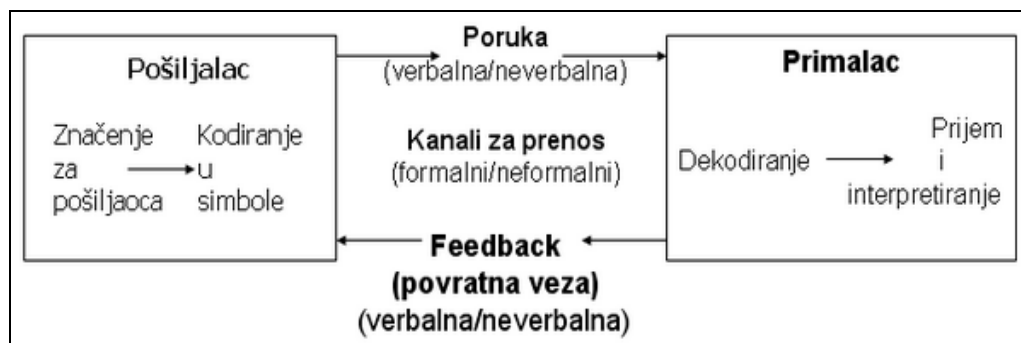 Pošiljalac
Značenje
za
pošiljaoca
Kodiranje
u
simbole
Poruka
(verbalna/neverbalna)
Kanali za prenos
(formalni/neformalni)
Feedback
(povratna veza)
(verbalna/neverbalna)
Primalac
Dekodiranje
Prijem
i
interpretiranje